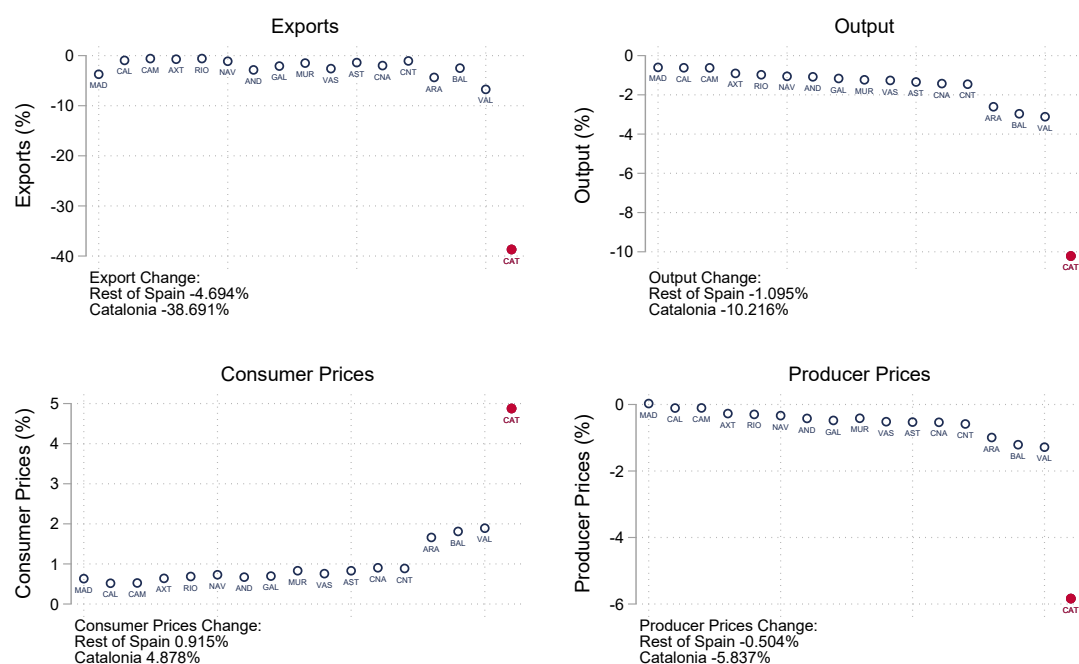 Exports
Exports (%)
0
-10
-20
-30
-40
MAD
CAL
CAM
AXT
RIO
NAV
AND
GAL
MUR
VAS
AST
CNA
CNT
ARA
BAL
VAL
CAT
Export Change:
Rest of Spain -4.694%
Catalonia -38.691%
Output
Output (%)
0
-2
-4
-6
-8
-10
MAD
CAL
CAM
AXT
RIO
NAV
AND
GAL
MUR
VAS
AST
CNA
CNT
ARA
BAL
VAL
CAT
Output Change:
Rest of Spain -1.095%
Catalonia -10.216%
Consumer Prices
Consumer Prices (%)
5
4
3
2
1
0
MAD
CAL
CAM
AXT
RIO
NAV
AND
GAL
MUR
VAS
AST
CNA
CNT
ARA
BAL
VAL
CAT
Consumer Prices Change:
Rest of Spain 0.915%
Catalonia 4.878%
Producer Prices
Producer Prices (%)
0
-2
-4
-6
MAD
CAL
CAM
AXT
RIO
NAV
AND
GAL
MUR
VAS
AST
CNA
CNT
ARA
BAL
VAL
CAT
Producer Prices Change:
Rest of Spain -0.504%
Catalonia -5.837%